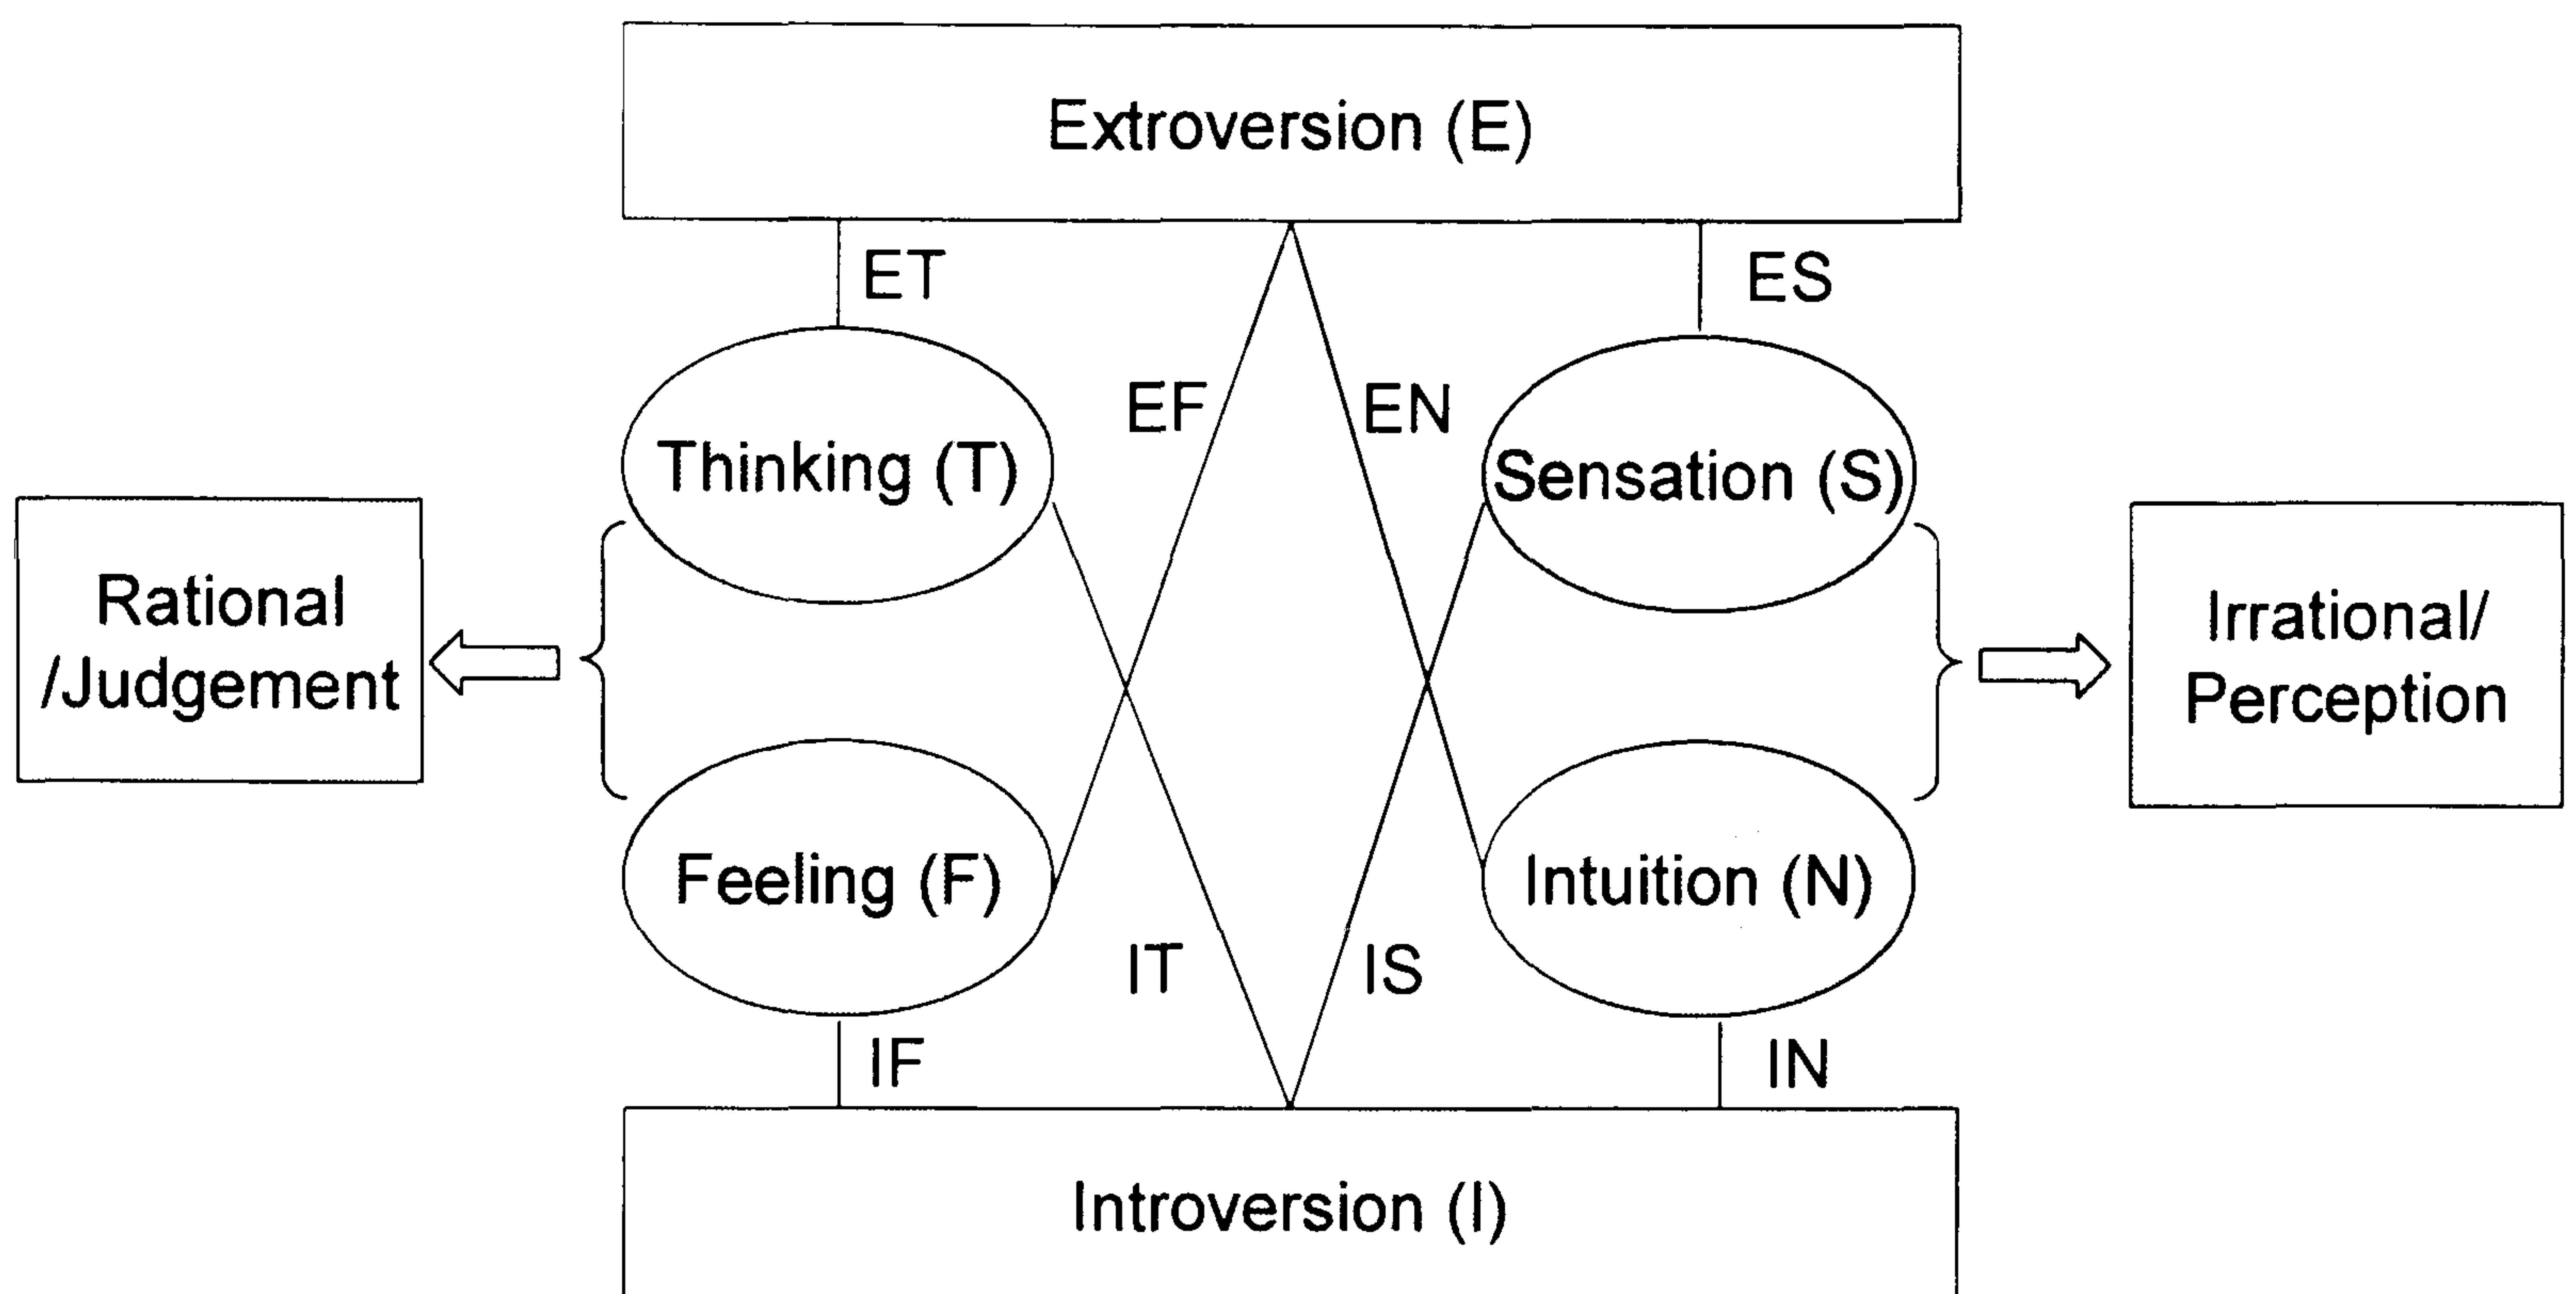 Extroversion (E)
ET
ES
EF
EN
Thinking (T)
Sensation (S)
Rational
/Judgement
Irrational/
Perception
Feeling (F)
Intuition (N)
IT
IS
IF
IN
Introversion (I)